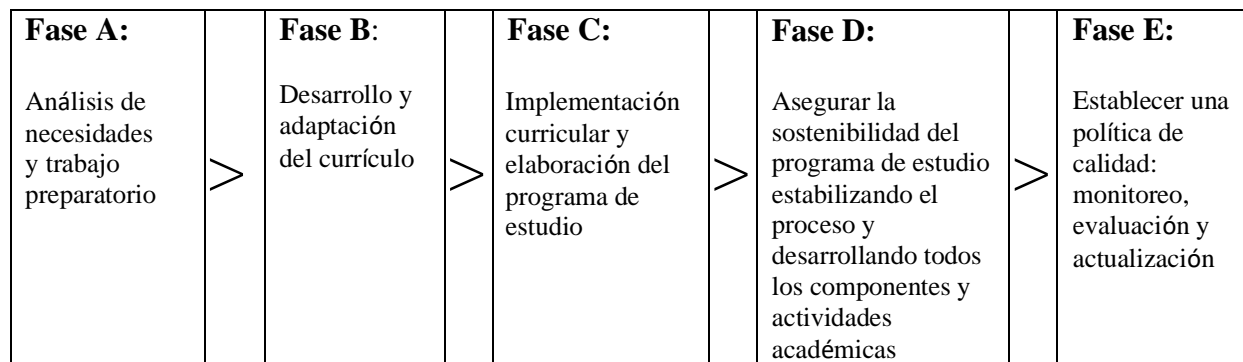 Fase A:
Análisis de
necesidades
y trabajo
preparatorio
>
Fase B:
Desarrollo y
adaptación
del currículo
>
Fase C:
Implementación
curricular y
elaboración del
programa de
estudio
>
Fase D:
Asegurar la
sostenibilidad del
programa de estudio
estabilizando el
proceso y
desarrollando todos
los componentes y
actividades
académicas
>
Fase E:
Establecer una
política de
calidad:
monitoreo,
evaluación y
actualización